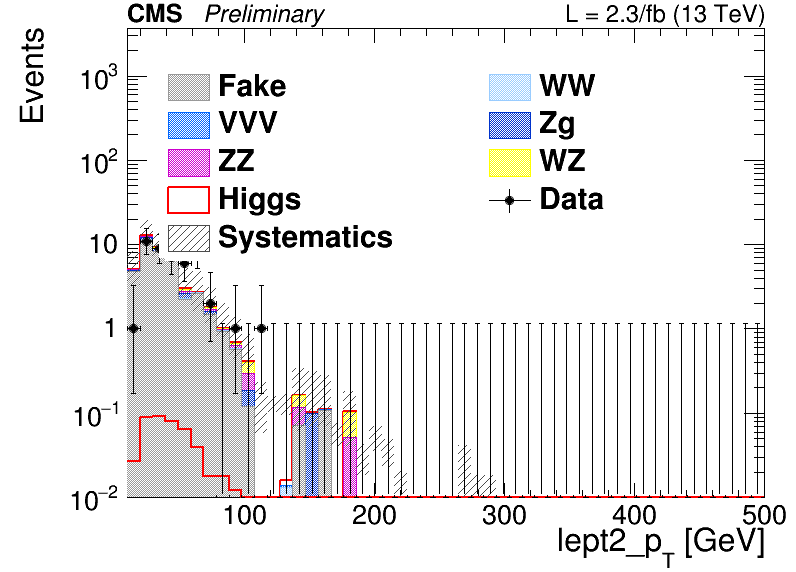 CMS Preliminary L = 2.3/fb (13 TeV)
Events
10³
10²
10
1
10⁻¹
10⁻²
Fake WW
VVV Zg
ZZ WZ
Higgs Data
Systematics
100 200 300 400 500
lept2_p_T [GeV]